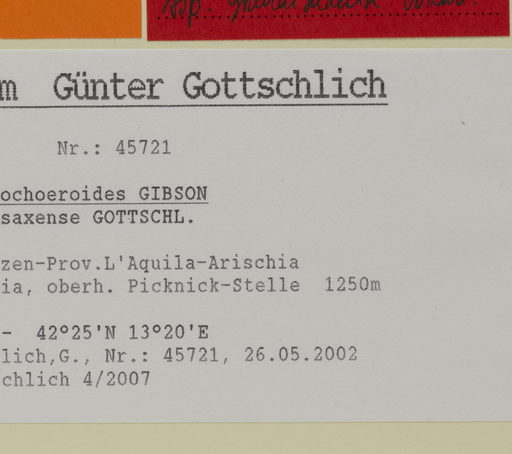 ssp.
m Günter Gottschlich
Nr.: 45721
ochoeroides GIBSON
saxense GOTTSCHL.
zen-Prov.L'Aquila-Arischia
ia, oberh. Picknick-Stelle 1250m
- 42°25'N 13°20'E
lich,G., Nr.: 45721, 26.05.2002
chlich 4/2007